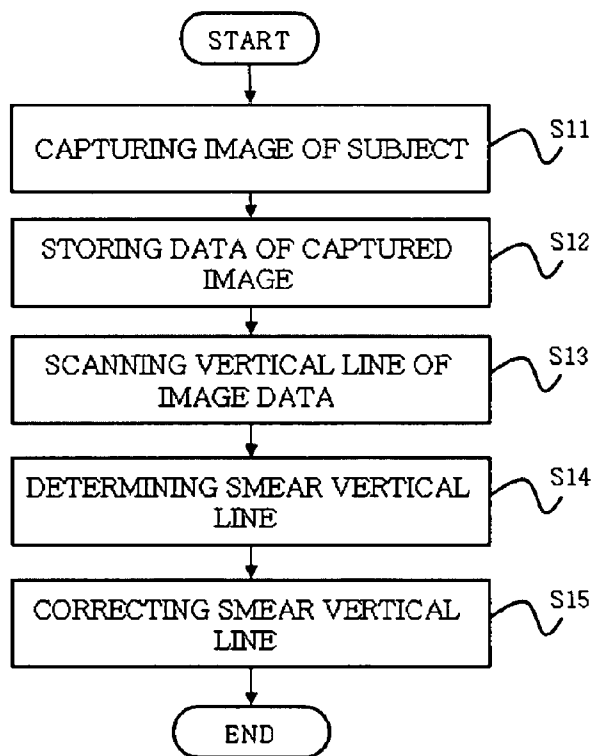 START
CAPTURING IMAGE OF SUBJECT
S11
STORING DATA OF CAPTURED
IMAGE
S12
SCANNING VERTICAL LINE OF
IMAGE DATA
S13
DETERMINING SMEAR VERTICAL
LINE
S14
CORRECTING SMEAR VERTICAL
LINE
S15
END